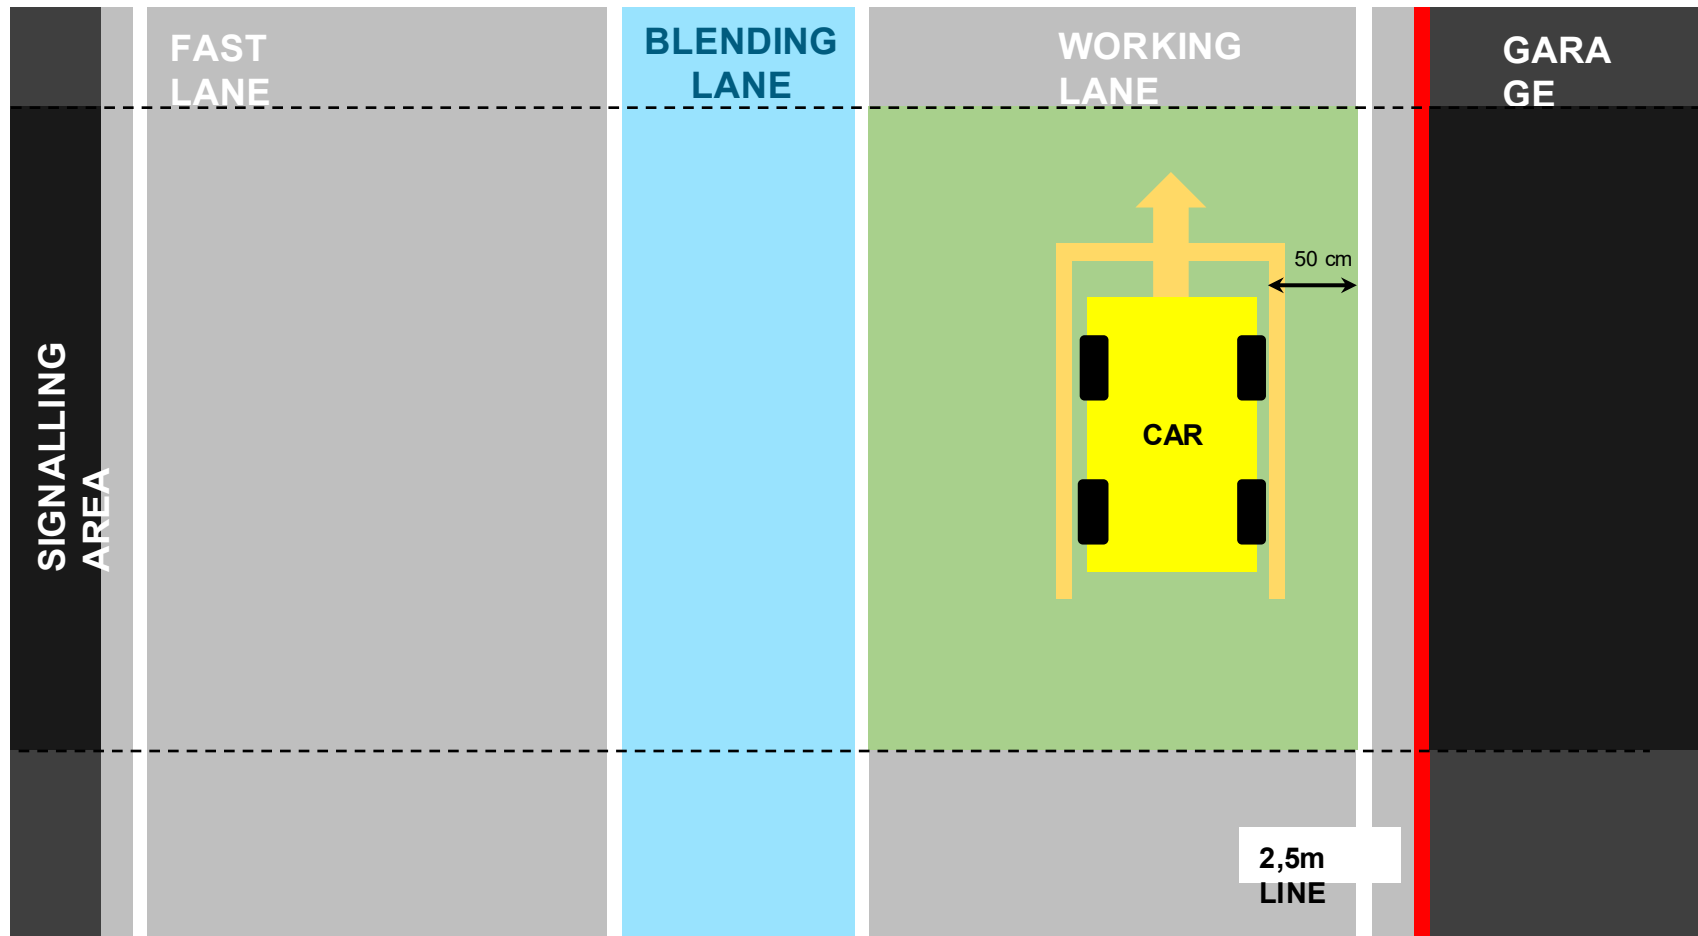 FAST
LANE
BLENDING
LANE
WORKING
LANE
GARA
GE
50 cm
SIGNALLING
AREA
CAR
2,5m
LINE